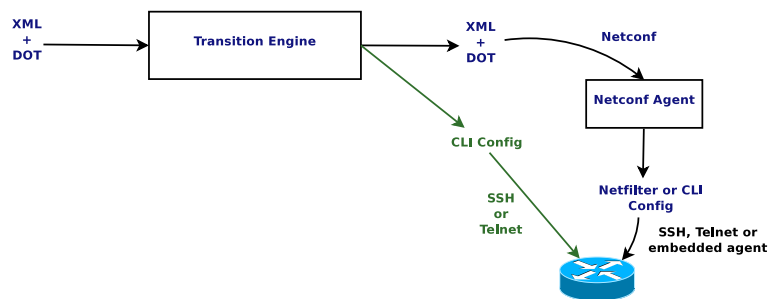 XML
+
DOT
Transition Engine
XML
+
DOT
Netconf
Netconf Agent
CLI Config
SSH
or
Telnet
Netfilter or CLI
Config
SSH, Telnet or
embedded agent